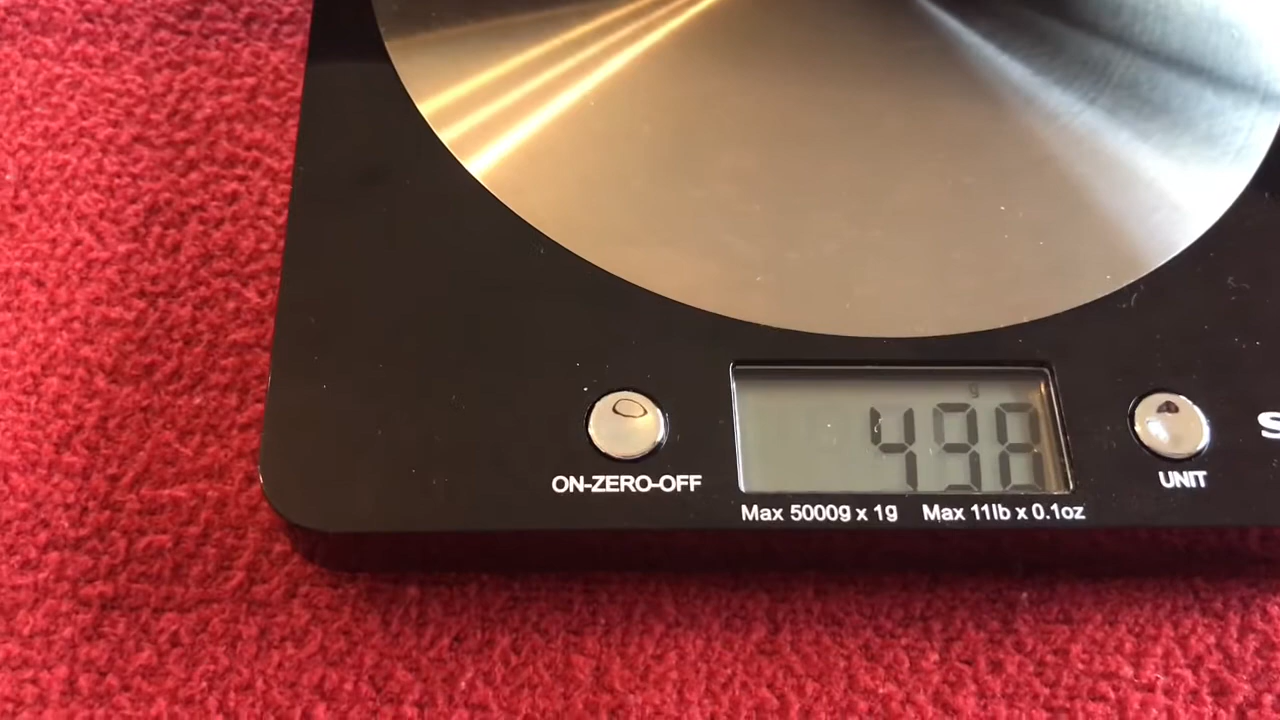 g
498
ON-ZERO-OFF
UNIT
Max 5000g x 1g Max 11lb x 0.1oz